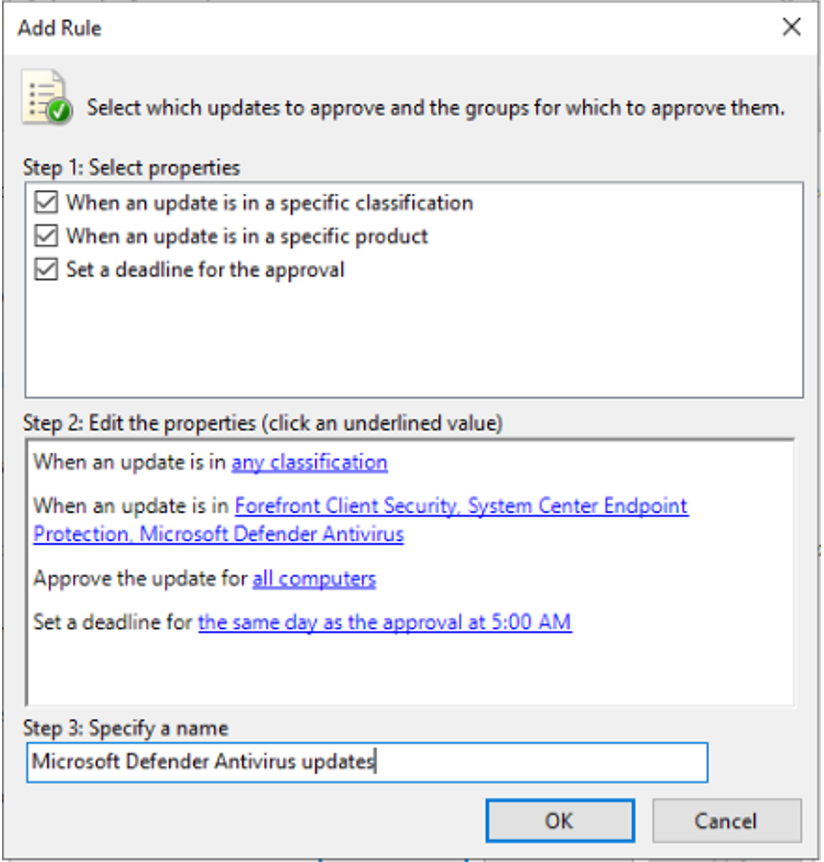 Add Rule
Select which updates to approve and the groups for which to approve them.
Step 1: Select properties
When an update is in a specific classification
When an update is in a specific product
Set a deadline for the approval
Step 2: Edit the properties (click an underlined value)
When an update is in any classification
When an update is in Forefront Client Security, System Center Endpoint
Protection, Microsoft Defender Antivirus
Approve the update for all computers
Set a deadline for the same day as the approval at 5:00 AM
Step 3: Specify a name
Microsoft Defender Antivirus updates
OK
Cancel